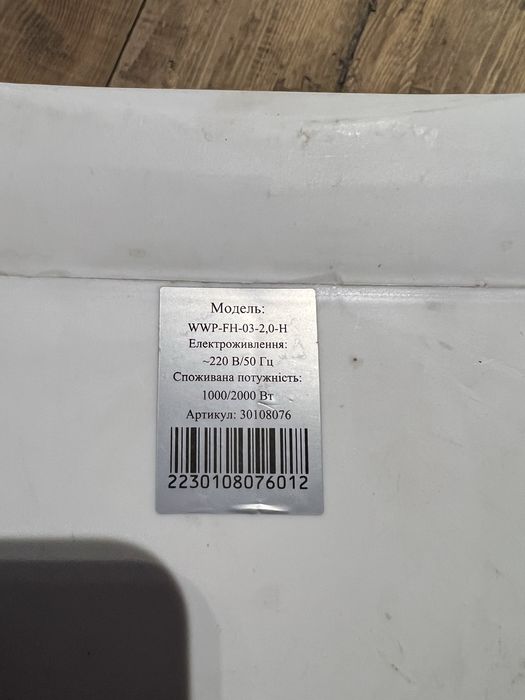 Модель:
WWP-FH-03-2,0-H
Електроживлення:
~220 В/50 Гц
Споживана потужність:
1000/2000 Вт
Артикул: 30108076
2230108076012